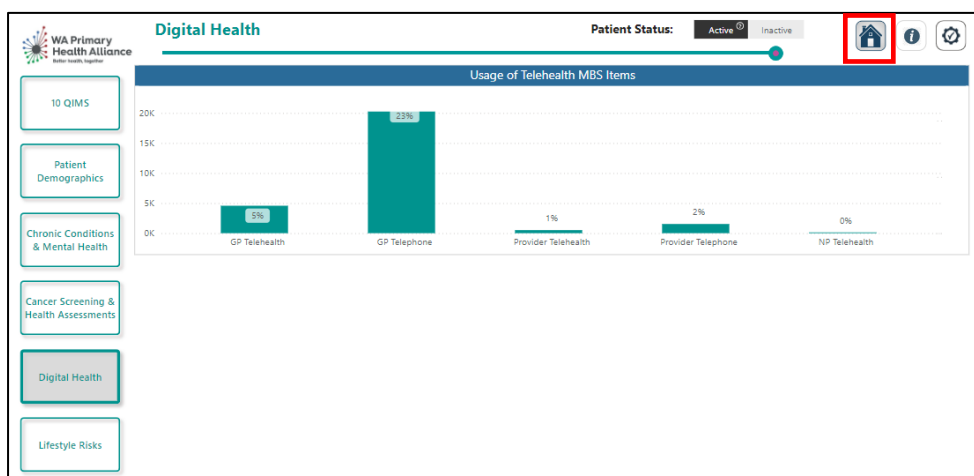 WA Primary
Health Alliance
Better health, together
Digital Health
Patient Status:
Active
Inactive
i
10 QIMS
Patient
Demographics
Chronic Conditions
& Mental Health
Cancer Screening &
Health Assessments
Digital Health
Lifestyle Risks
Usage of Telehealth MBS Items
20K
15K
10K
5K
0K
5%
23%
1%
2%
0%
GP Telehealth
GP Telephone
Provider Telehealth
Provider Telephone
NP Telehealth